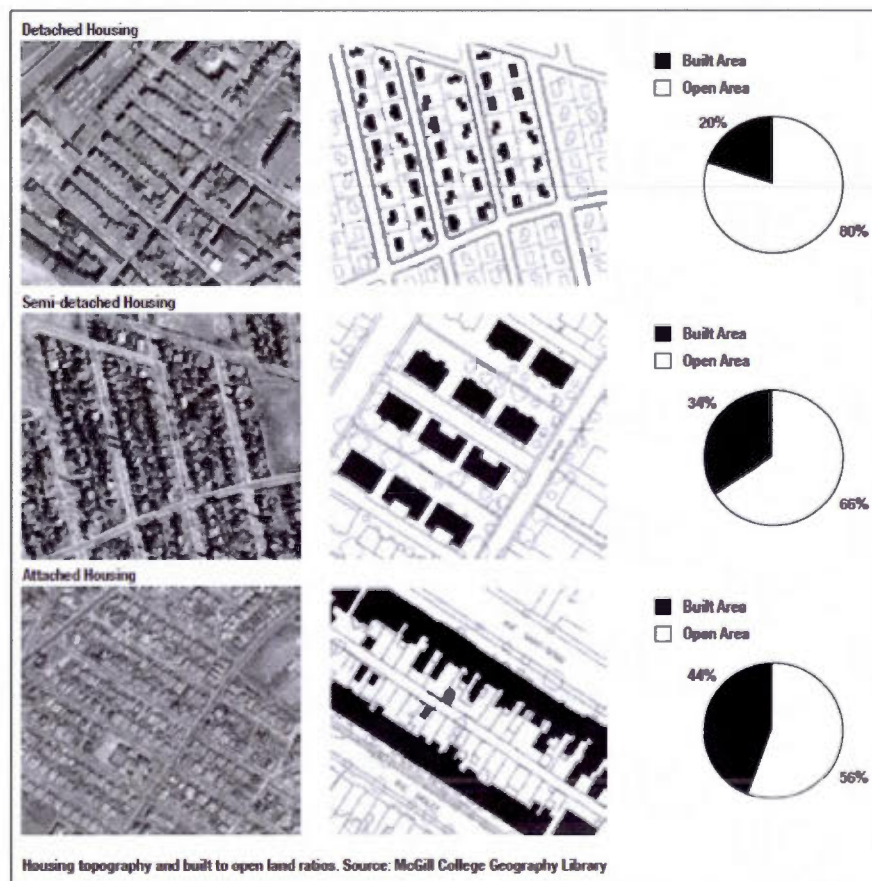 Detached Housing
Built Area
Open Area
20%
80%
Semi-detached Housing
Built Area
Open Area
34%
66%
Attached Housing
Built Area
Open Area
44%
56%
Housing topography and built to open land ratios. Source: McGill College Geography Library